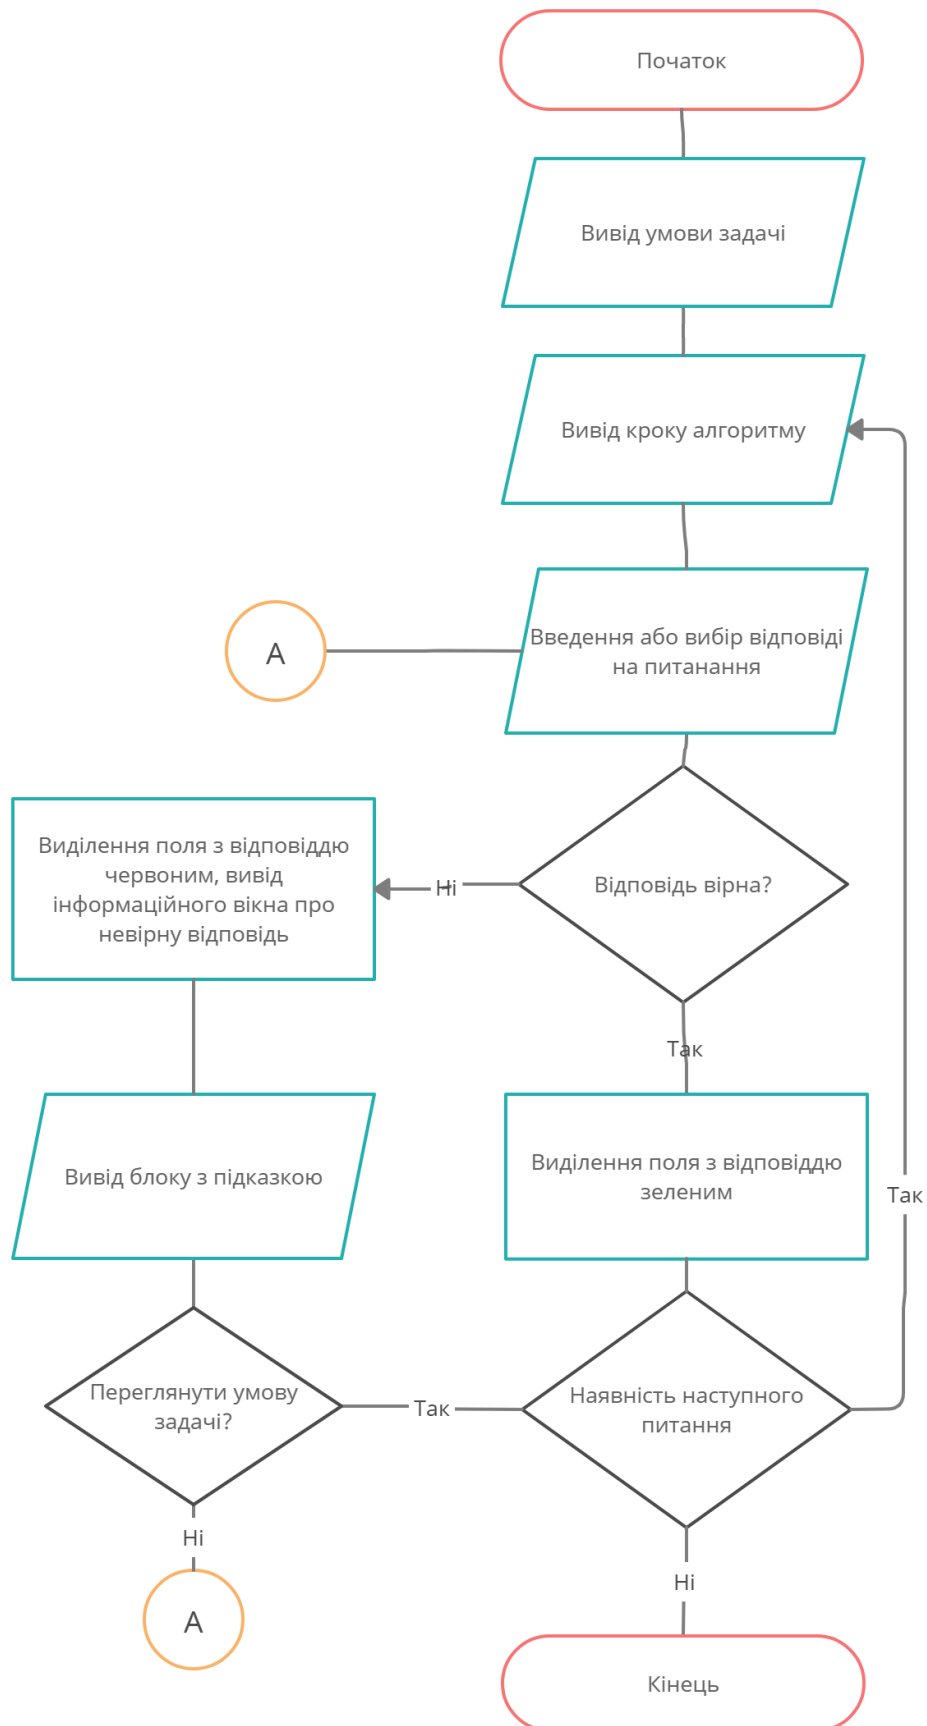 Початок
Вивід умови задачі
Вивід кроку алгоритму
А
Введення або вибір відповіді
на питанання
Виділення поля з відповіддю
червоним, вивід
інформаційного вікна про
невірну відповідь
Ні
Відповідь вірна?
Так
Вивід блоку з підказкою
Виділення поля з відповіддю
зеленим
Так
Переглянути умову
задачі?
Так
Наявність наступного
питання
Ні
Ні
А
Кінець